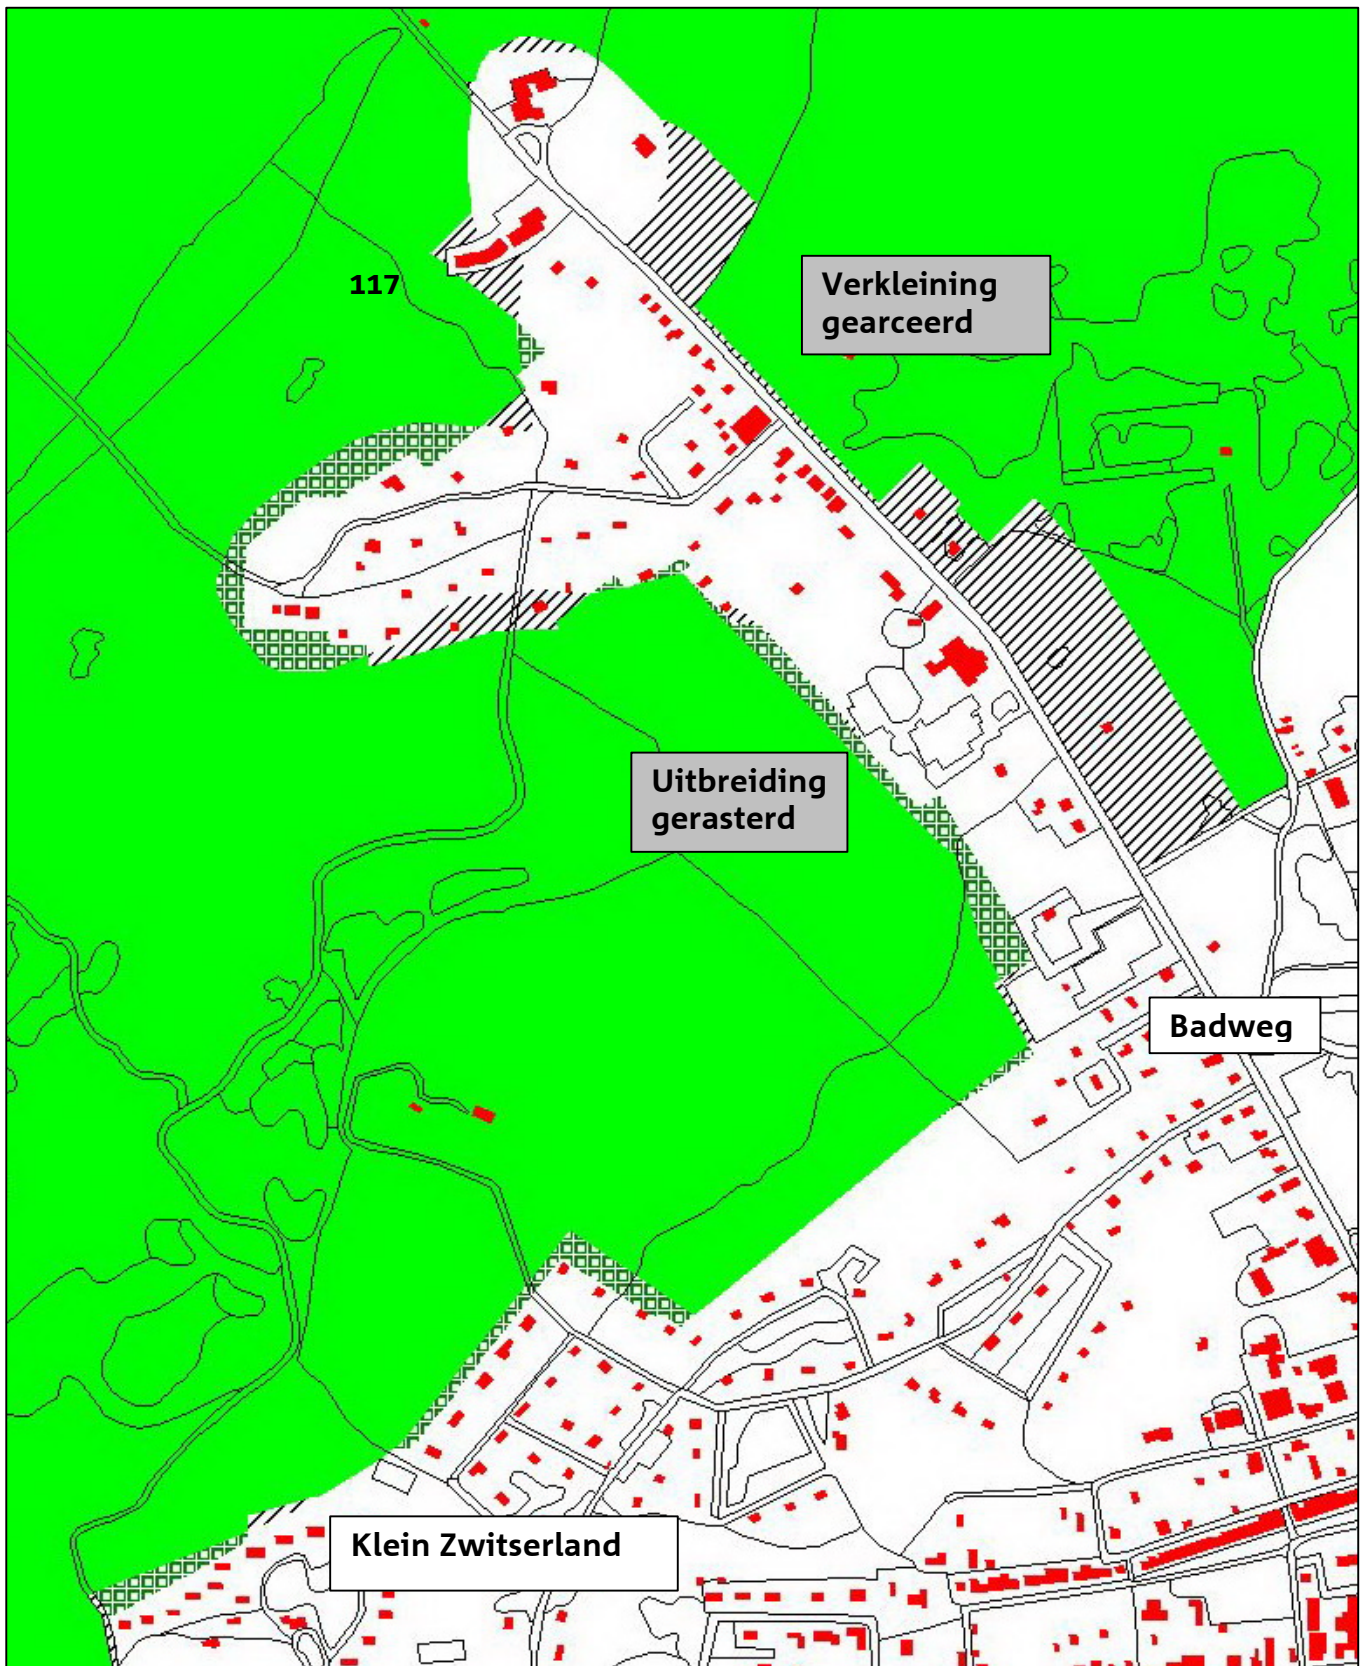 117
Verkleining
gearceerd
Uitbreiding
gerasterd
Badweg
Klein Zwitserland